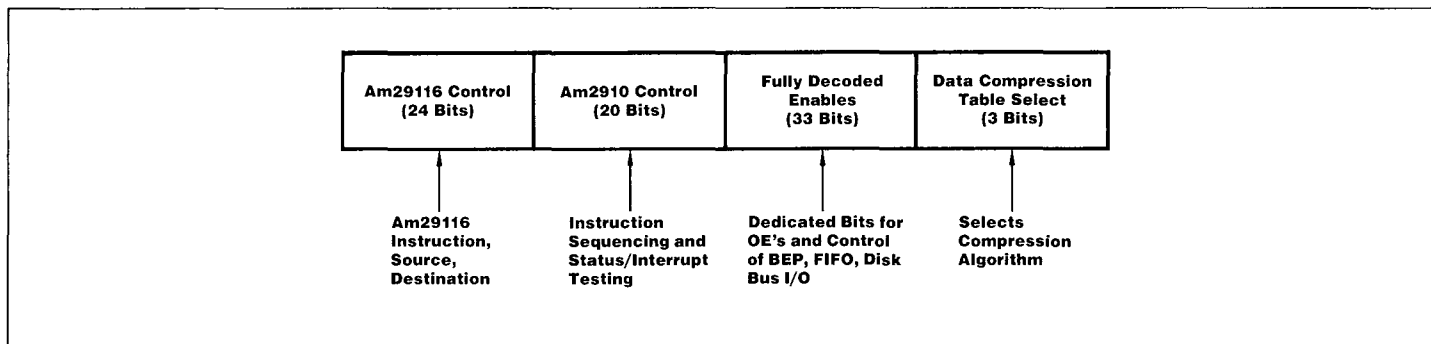 Am29116 Control
(24 Bits)
Am2910 Control
(20 Bits)
Fully Decoded
Enables
(33 Bits)
Data Compression
Table Select
(3 Bits)
Am29116
Instruction,
Source,
Destination
Instruction
Sequencing and
Status/Interrupt
Testing
Dedicated Bits for
OE's and Control
of BEP, FIFO, Disk
Bus I/O
Selects
Compression
Algorithm